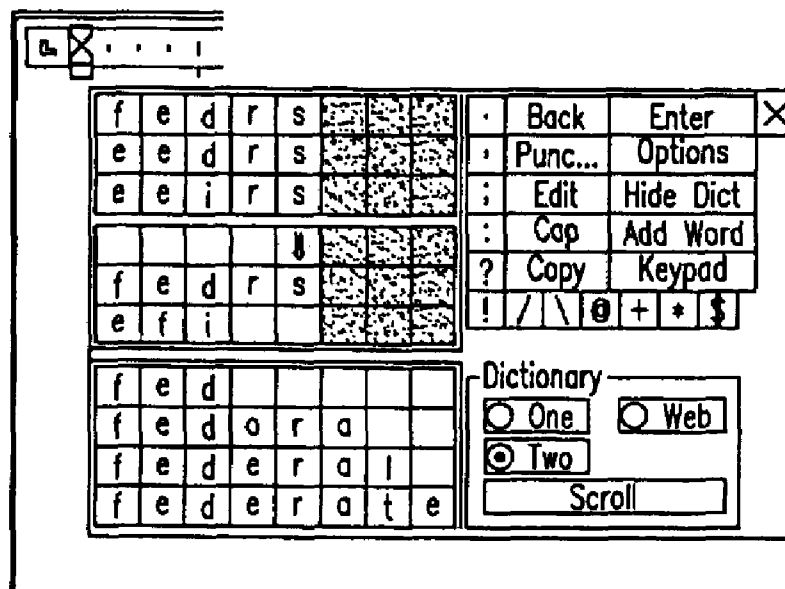 f e d r s
e e d r s
e e i r s
f e d r s
e f i
f e d
f e d o r a
f e d e r a l
f e d e r a t e
. Back Enter X
, Punc... Options
; Edit Hide Dict
: Cap Add Word
? Copy Keypad
! / \ @ + * $
Dictionary
One Web
Two
Scroll